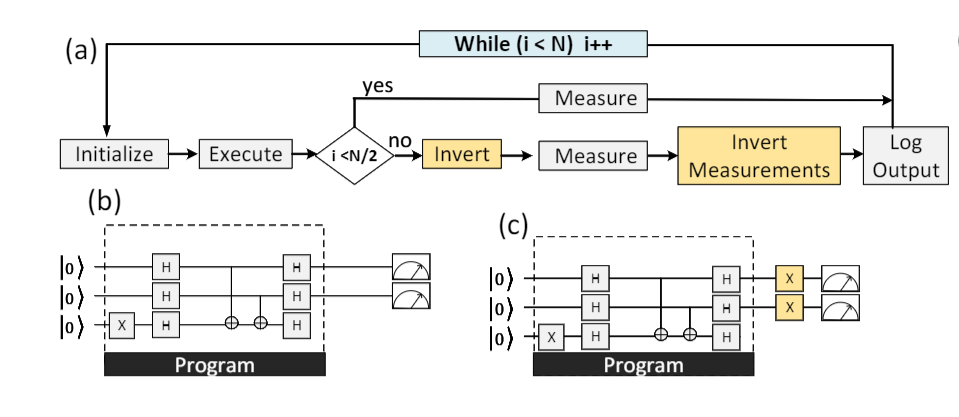 (a)
While (i < N) i++
yes
Measure
Initialize
Execute
i <N/2
no
Invert
Measure
Invert
Measurements
Log
Output
(b)
|0⟩ H H
|0⟩ H H
|0⟩ X H H
Program
(c)
|0⟩ H H X
|0⟩ H H X
|0⟩ X H H
Program